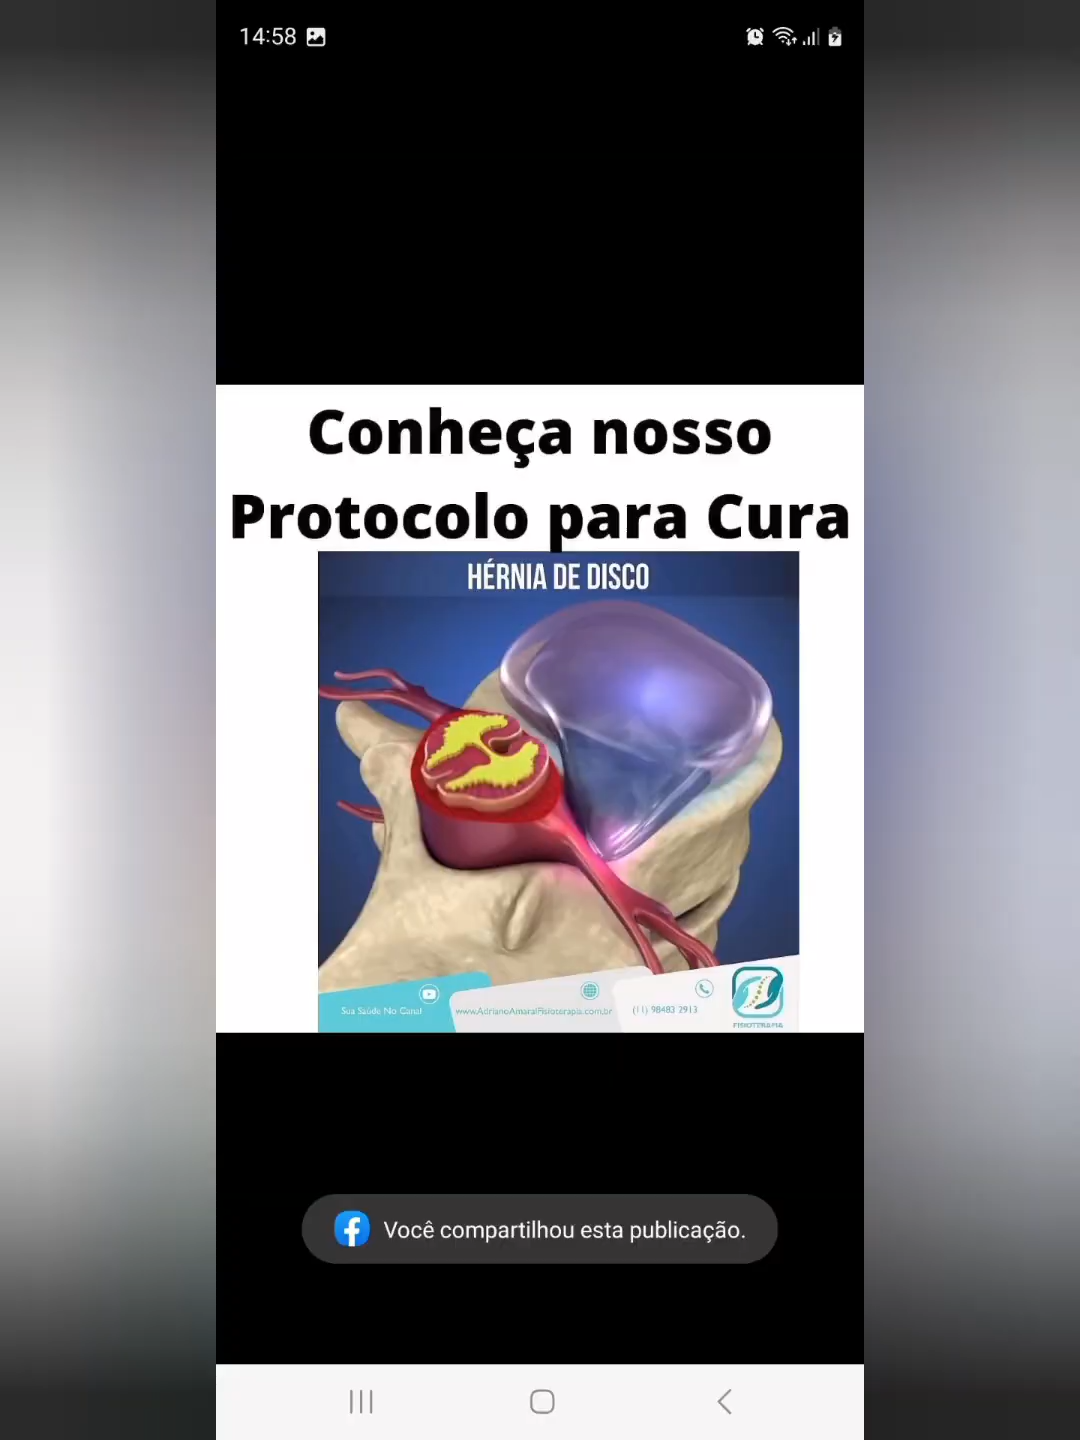 14:58
Conheça nosso
Protocolo para Cura
HÉRNIA DE DISCO
Sua Saúde No Canal
www.AdrianoAmaralFisioterapia.com.br
(11) 98483 2913
FISIOTERAPIA
Você compartilhou esta publicação.